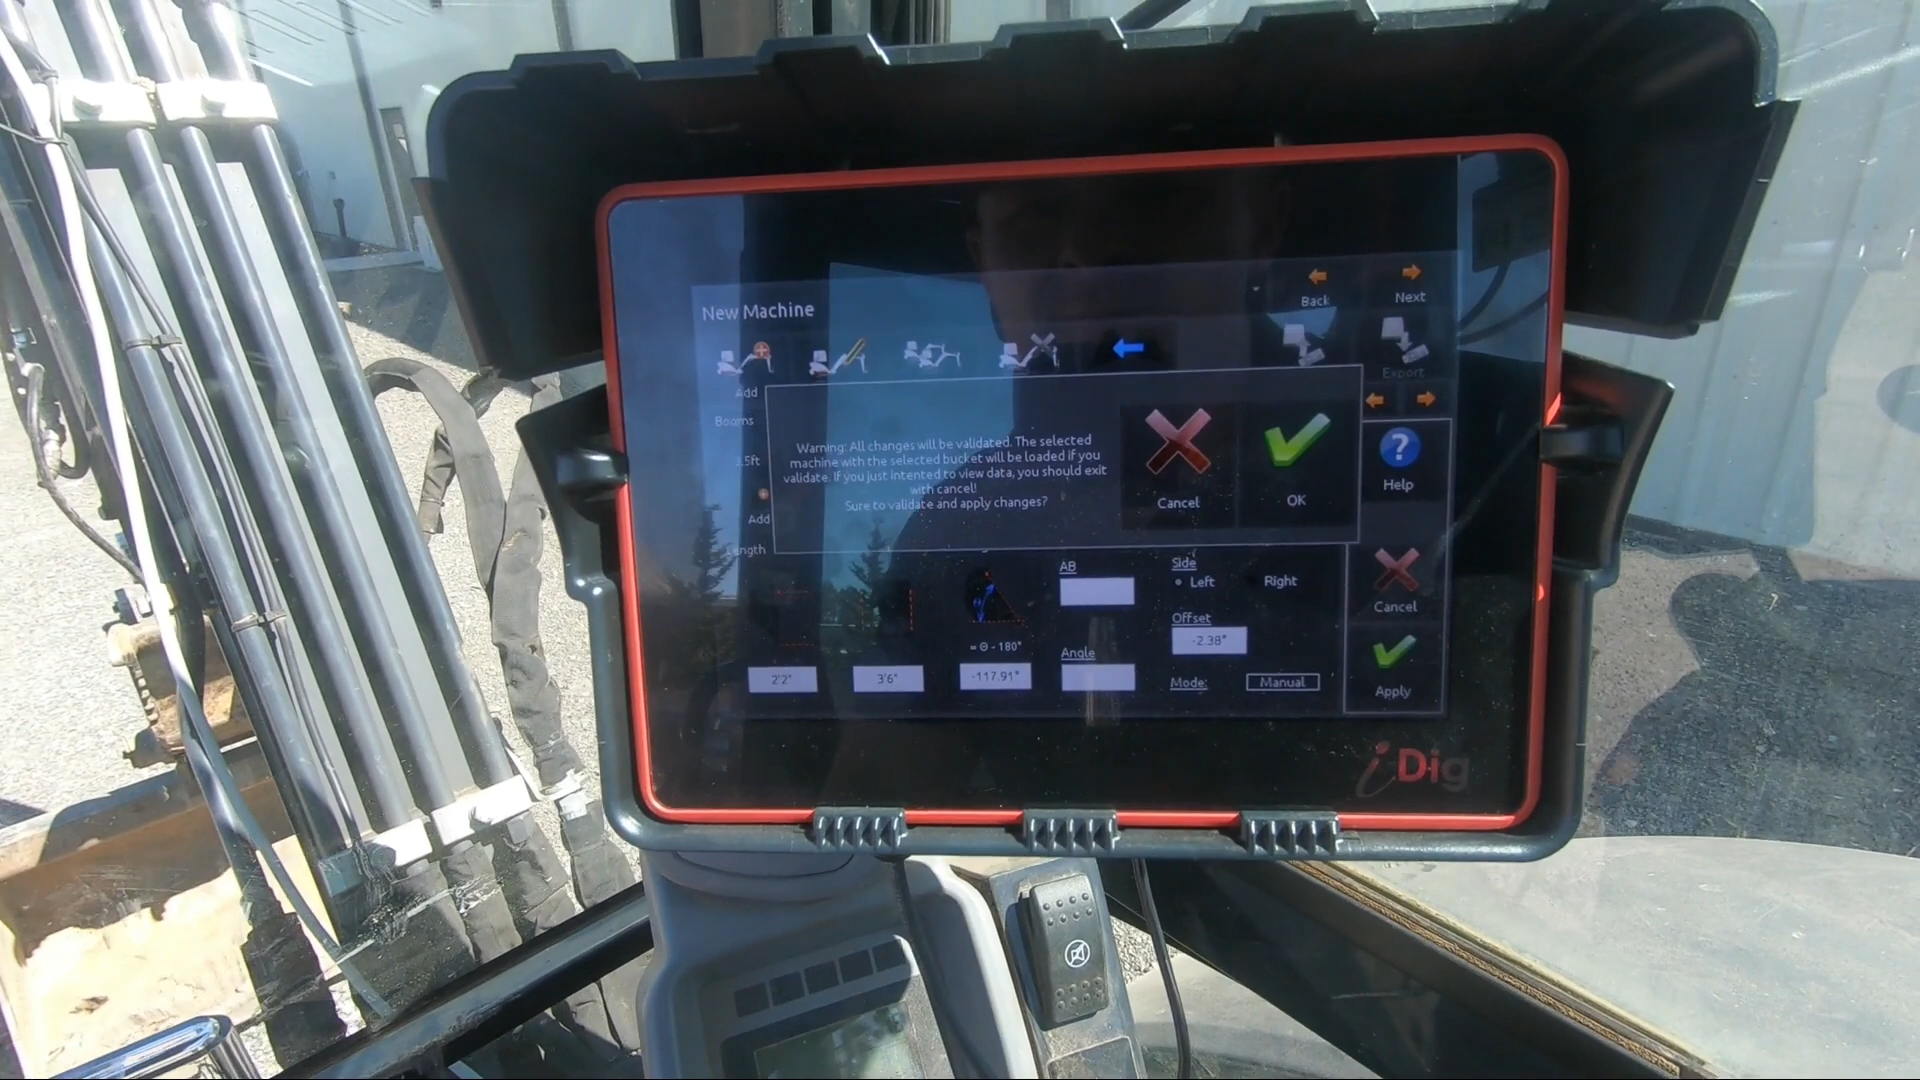 New Machine
Back
Next
Add
Export
Booms
Warning: All changes will be validated. The selected
machine with the selected bucket will be loaded if you
validate. If you just intented to view data, you should exit
with cancel!
Sure to validate and apply changes?
Cancel
OK
Help
Add
Length
AB
Side
Left
Right
Cancel
Offset
-2.38°
= Θ - 180°
Angle
2'2"
3'6"
-117.91°
Mode:
Manual
Apply
iDig